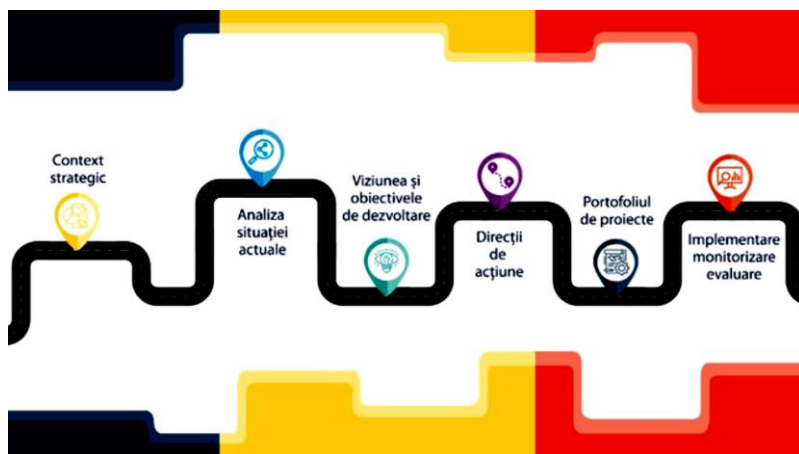 Context
strategic
Analiza
situației
actuale
Viziunea și
obiectivele
de dezvoltare
Direcții
de
acțiune
Portofoliul
de proiecte
Implementare
monitorizare
evaluare